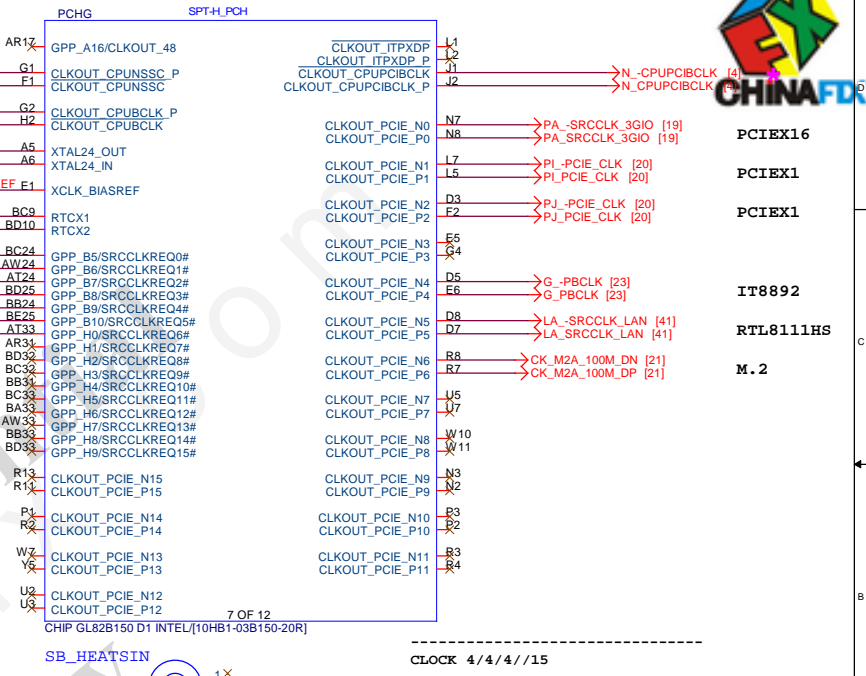 PCHG
SPT-H_PCH
AR17 GPP_A16/CLKOUT_48
G1 CLKOUT_CPUNSSC_P
F1 CLKOUT_CPUNSSC
G2 CLKOUT_CPUBCLK_P
H2 CLKOUT_CPUBCLK
A5 XTAL24_OUT
A6 XTAL24_IN
EF E1 XCLK_BIASREF
BC9 RTCX1
BD10 RTCX2
BC24 GPP_B5/SRCCLKREQ0#
AW24 GPP_B6/SRCCLKREQ1#
AT24 GPP_B7/SRCCLKREQ2#
BD25 GPP_B8/SRCCLKREQ3#
BB24 GPP_B9/SRCCLKREQ4#
BE25 GPP_B10/SRCCLKREQ5#
AT33 GPP_H0/SRCCLKREQ6#
AR31 GPP_H1/SRCCLKREQ7#
BD32 GPP_H2/SRCCLKREQ8#
BC32 GPP_H3/SRCCLKREQ9#
BB31 GPP_H4/SRCCLKREQ10#
BC33 GPP_H5/SRCCLKREQ11#
BA33 GPP_H6/SRCCLKREQ12#
AW33 GPP_H7/SRCCLKREQ13#
BB33 GPP_H8/SRCCLKREQ14#
BD33 GPP_H9/SRCCLKREQ15#
R13 CLKOUT_PCIE_N15
R11 CLKOUT_PCIE_P15
P1 CLKOUT_PCIE_N14
R2 CLKOUT_PCIE_P14
W7 CLKOUT_PCIE_N13
Y5 CLKOUT_PCIE_P13
U2 CLKOUT_PCIE_N12
U3 CLKOUT_PCIE_P12
CLKOUT_ITPXDP L1
CLKOUT_ITPXDP_P L2
CLKOUT_CPUPCIBCLK J1 N_-CPUPCIBCLK [4]
CLKOUT_CPUPCIBCLK_P J2 N_CPUPCIBCLK [4]
CLKOUT_PCIE_N0 N7 PA_-SRCCLK_3GIO [19]
CLKOUT_PCIE_P0 N8 PA_SRCCLK_3GIO [19]
PCIEX16
CLKOUT_PCIE_N1 L7 PI_-PCIE_CLK [20]
CLKOUT_PCIE_P1 L5 PI_PCIE_CLK [20]
PCIEX1
CLKOUT_PCIE_N2 D3 PJ_-PCIE_CLK [20]
CLKOUT_PCIE_P2 F2 PJ_PCIE_CLK [20]
PCIEX1
CLKOUT_PCIE_N3 E5
CLKOUT_PCIE_P3 G4
CLKOUT_PCIE_N4 D5 G_-PBCLK [23]
CLKOUT_PCIE_P4 E6 G_PBCLK [23]
IT8892
CLKOUT_PCIE_N5 D8 LA_-SRCCLK_LAN [41]
CLKOUT_PCIE_P5 D7 LA_SRCCLK_LAN [41]
RTL8111HS
CLKOUT_PCIE_N6 R8 CK_M2A_100M_DN [21]
CLKOUT_PCIE_P6 R7 CK_M2A_100M_DP [21]
M.2
CLKOUT_PCIE_N7 U5
CLKOUT_PCIE_P7 U7
CLKOUT_PCIE_N8 W10
CLKOUT_PCIE_P8 W11
CLKOUT_PCIE_N9 N3
CLKOUT_PCIE_P9 N2
CLKOUT_PCIE_N10 P3
CLKOUT_PCIE_P10 P2
CLKOUT_PCIE_N11 R3
CLKOUT_PCIE_P11 R4
7 OF 12
CHIP GL82B150 D1 INTEL/[10HB1-03B150-20R]
SB_HEATSIN
1
CLOCK 4/4/4//15
CHINAFIX
D
C
B